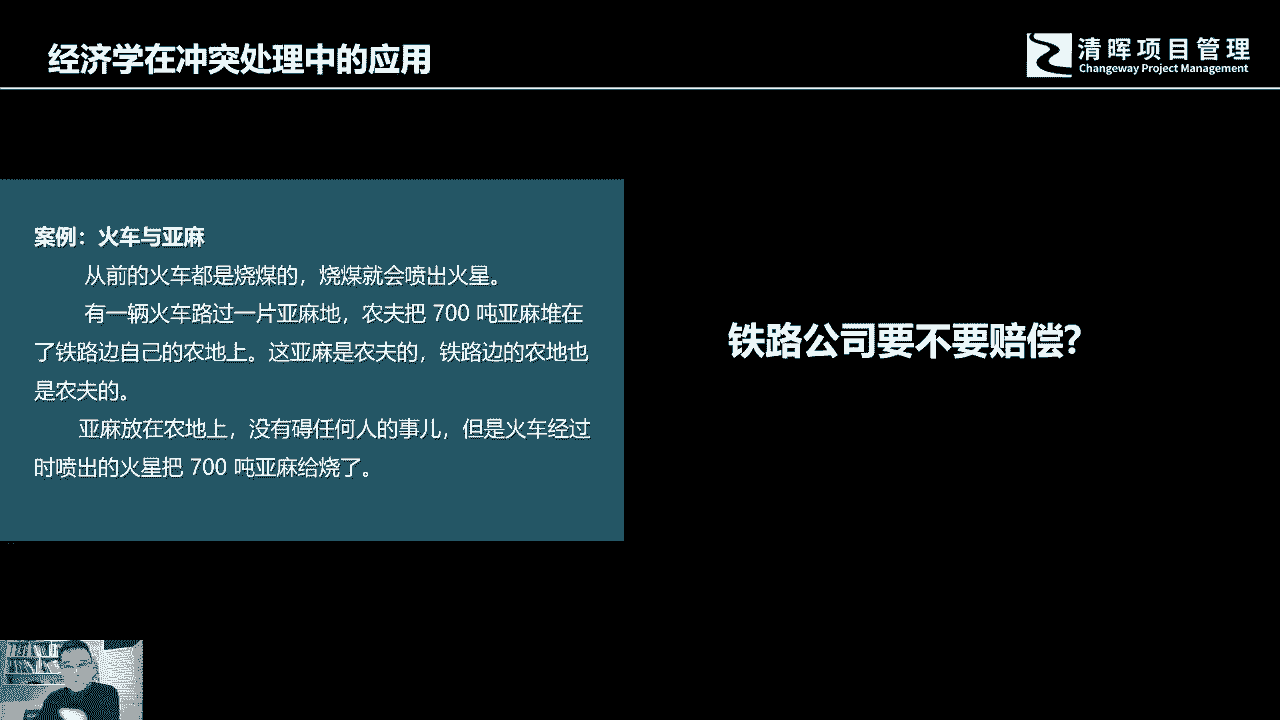 经济学在冲突处理中的应用
清晖项目管理
Changeway Project Management
案例：火车与亚麻
从前的火车都是烧煤的，烧煤就会喷出火星。
有一辆火车路过一片亚麻地，农夫把 700 吨亚麻堆在
了铁路边自己的农地上。这亚麻是农夫的，铁路边的农地也
是农夫的。
亚麻放在农地上，没有碍任何人的事儿，但是火车经过
时喷出的火星把 700 吨亚麻给烧了。
铁路公司要不要赔偿？